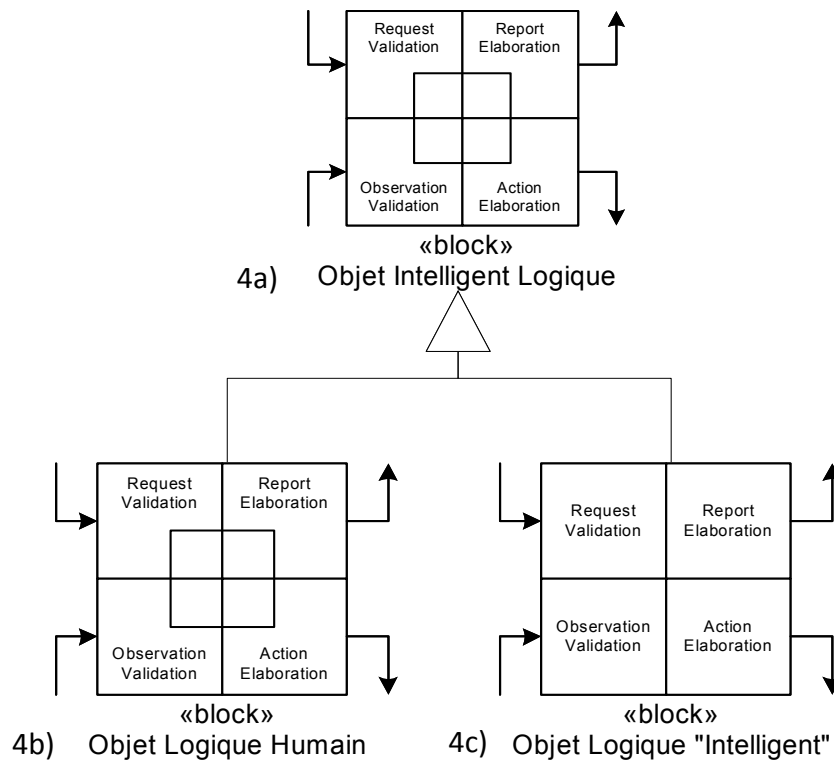 Request
Validation
Report
Elaboration
Observation
Validation
Action
Elaboration
«block»
4a) Objet Intelligent Logique
Request
Validation
Report
Elaboration
Observation
Validation
Action
Elaboration
«block»
4b) Objet Logique Humain
Request
Validation
Report
Elaboration
Observation
Validation
Action
Elaboration
«block»
4c) Objet Logique "Intelligent"